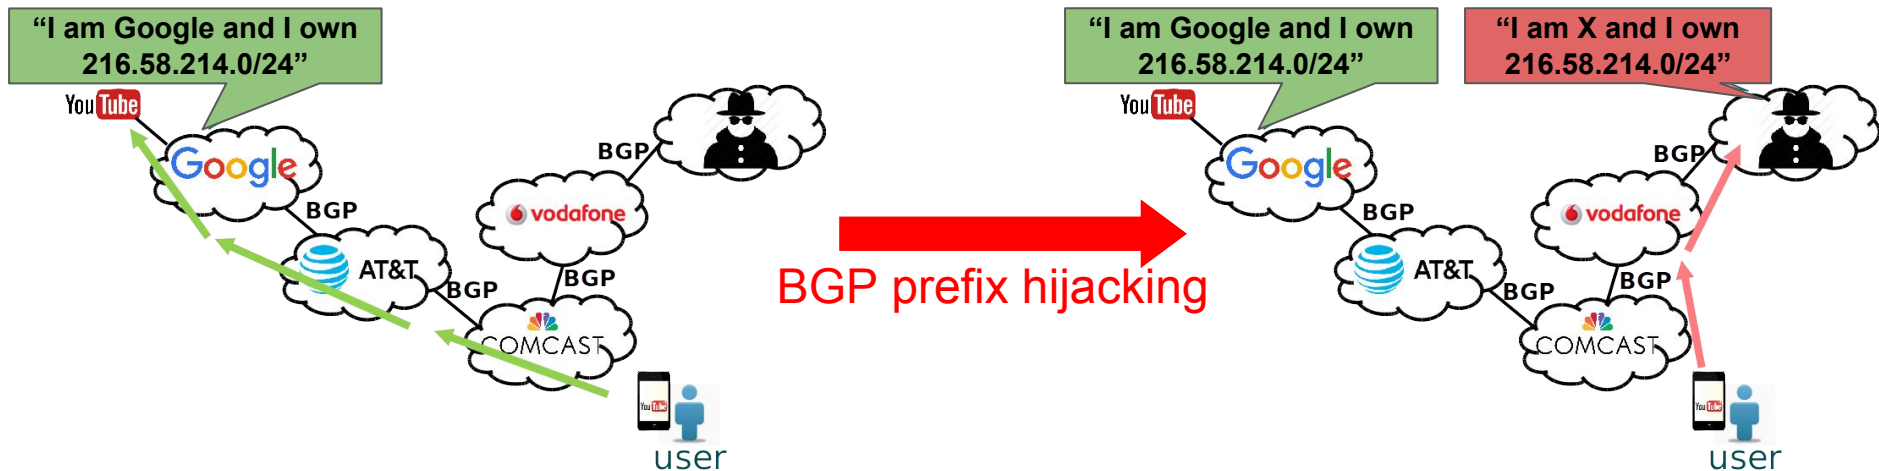 “I am Google and I own
216.58.214.0/24”
YouTube
Google
BGP
AT&T
BGP
COMCAST
BGP
vodafone
BGP
YouTube
user
BGP prefix hijacking
“I am Google and I own
216.58.214.0/24”
“I am X and I own
216.58.214.0/24”
YouTube
Google
BGP
AT&T
BGP
COMCAST
BGP
vodafone
BGP
YouTube
user